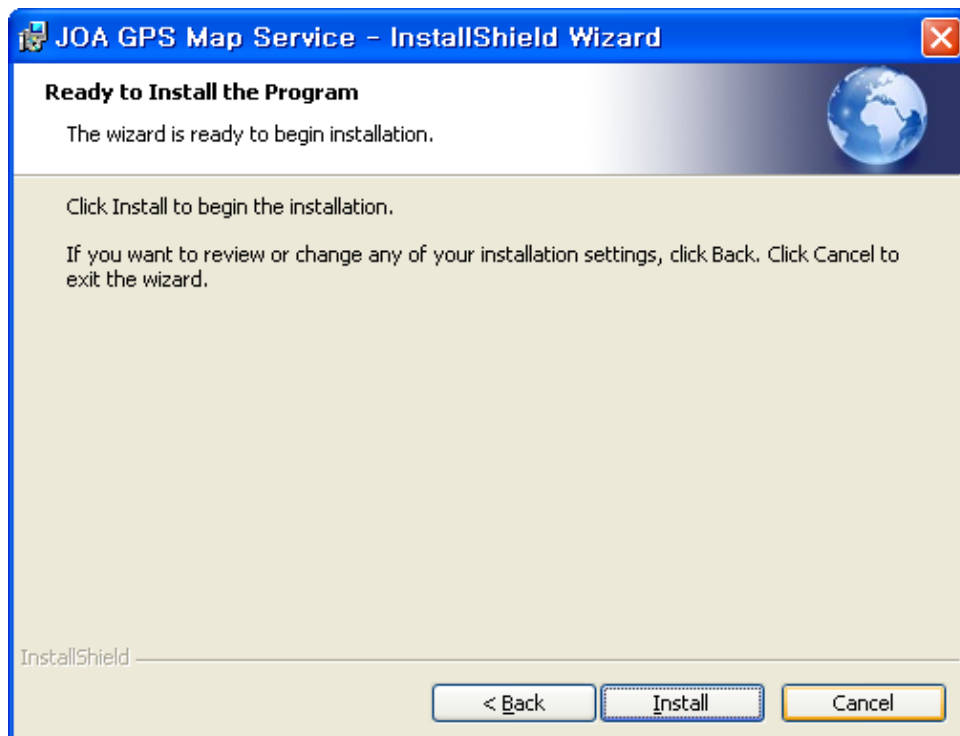 JOA GPS Map Service - InstallShield Wizard
Ready to Install the Program
The wizard is ready to begin installation.
Click Install to begin the installation.
If you want to review or change any of your installation settings, click Back. Click Cancel to
exit the wizard.
InstallShield
< Back Install Cancel